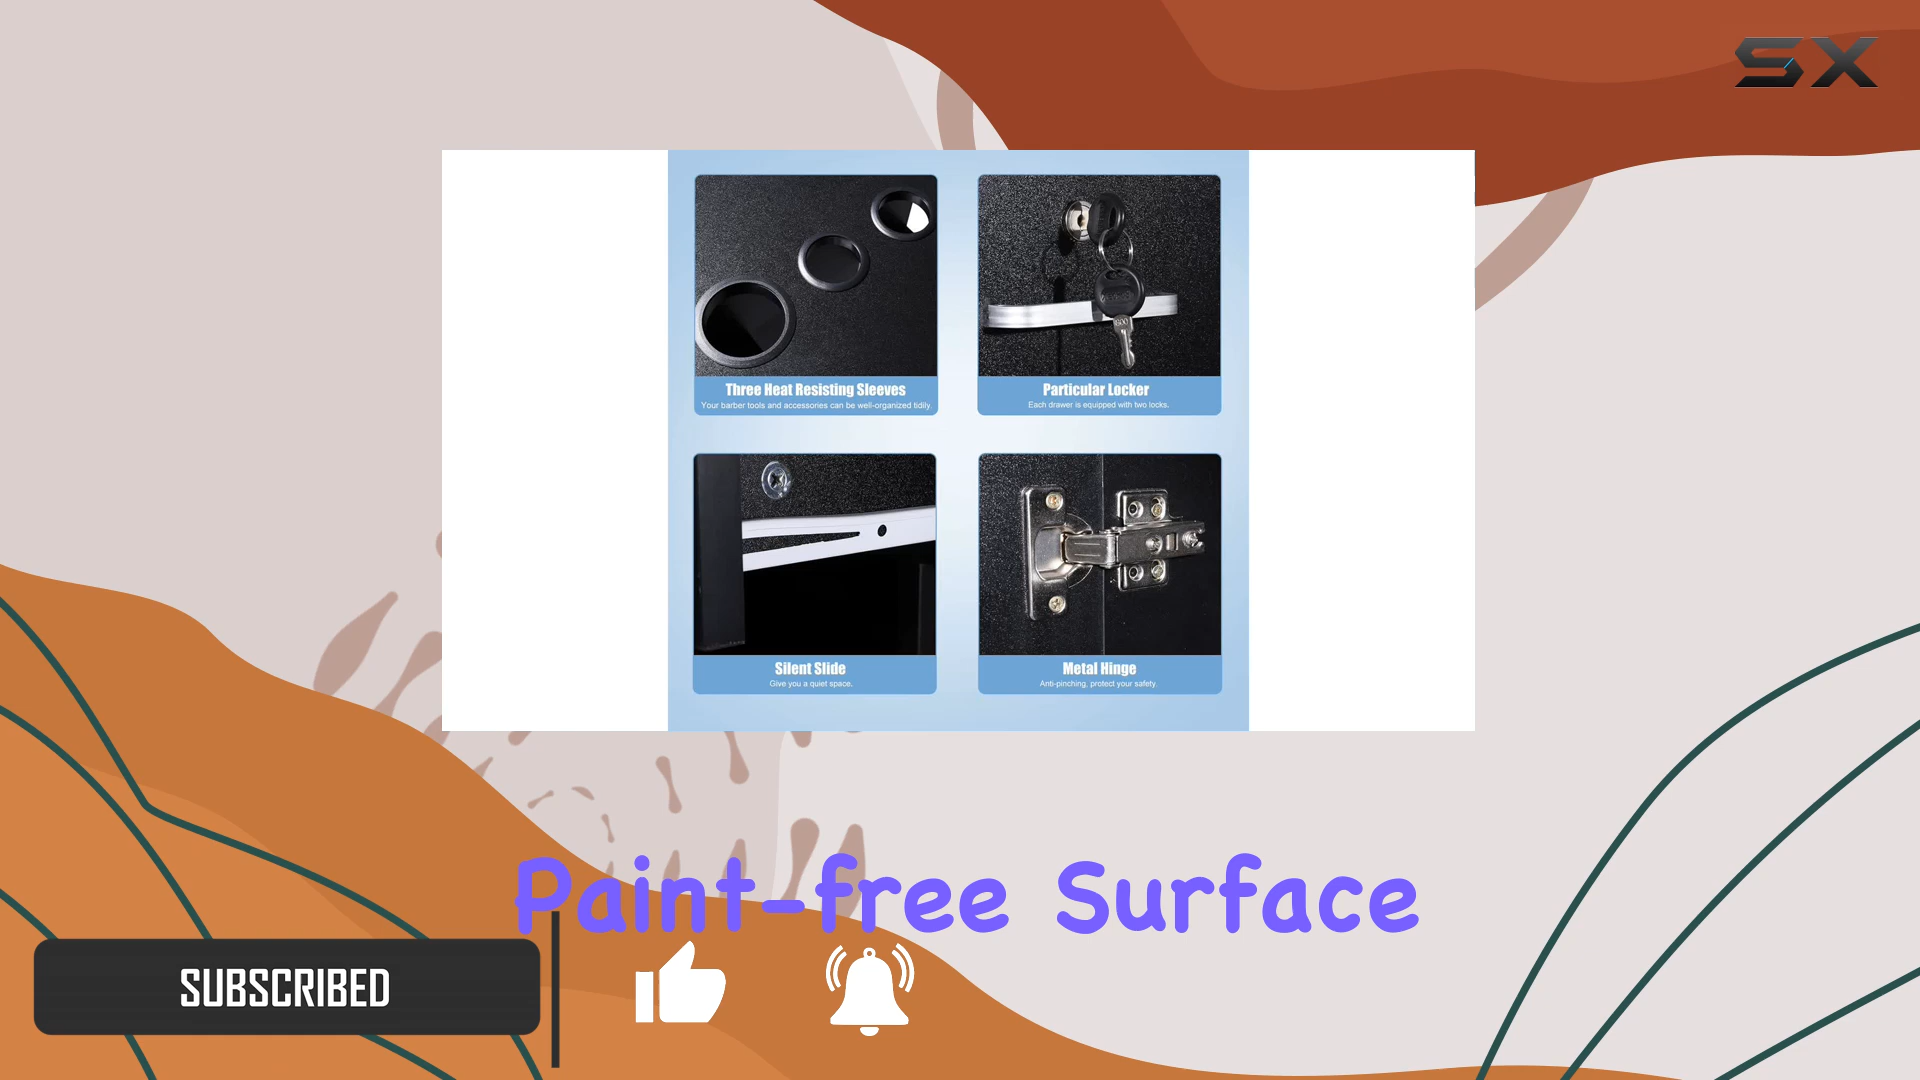 SX
Three Heat Resisting Sleeves
Your barber tools and accessories can be well-organized tidily.
Particular Locker
Each drawer is equipped with two locks.
Silent Slide
Give you a quiet space.
Metal Hinge
Anti-pinching, protect your safety.
Paint-free Surface
SUBSCRIBED